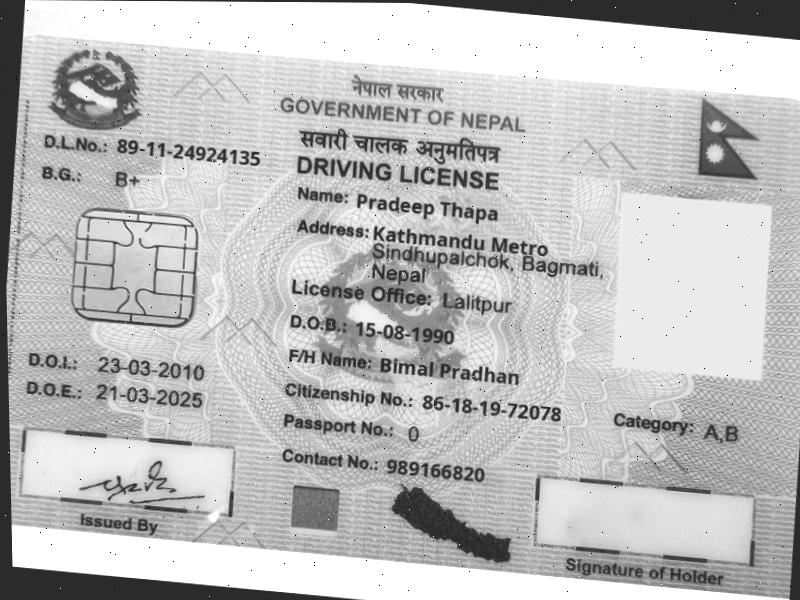 नेपाल सरकार
GOVERNMENT OF NEPAL
सवारी चालक अनुमतिपत्र
DRIVING LICENSE
D.L.No.: 89-11-24924135
B.G.: B+
Name: Pradeep Thapa
Address: Kathmandu Metro
Sindhupalchok, Bagmati,
Nepal
License Office: Lalitpur
D.O.B.: 15-08-1990
F/H Name: Bimal Pradhan
D.O.I.: 23-03-2010
D.O.E.: 21-03-2025
Citizenship No.: 86-18-19-72078
Category: A,B
Passport No.: 0
Contact No.: 989166820
Issued By
Signature of Holder